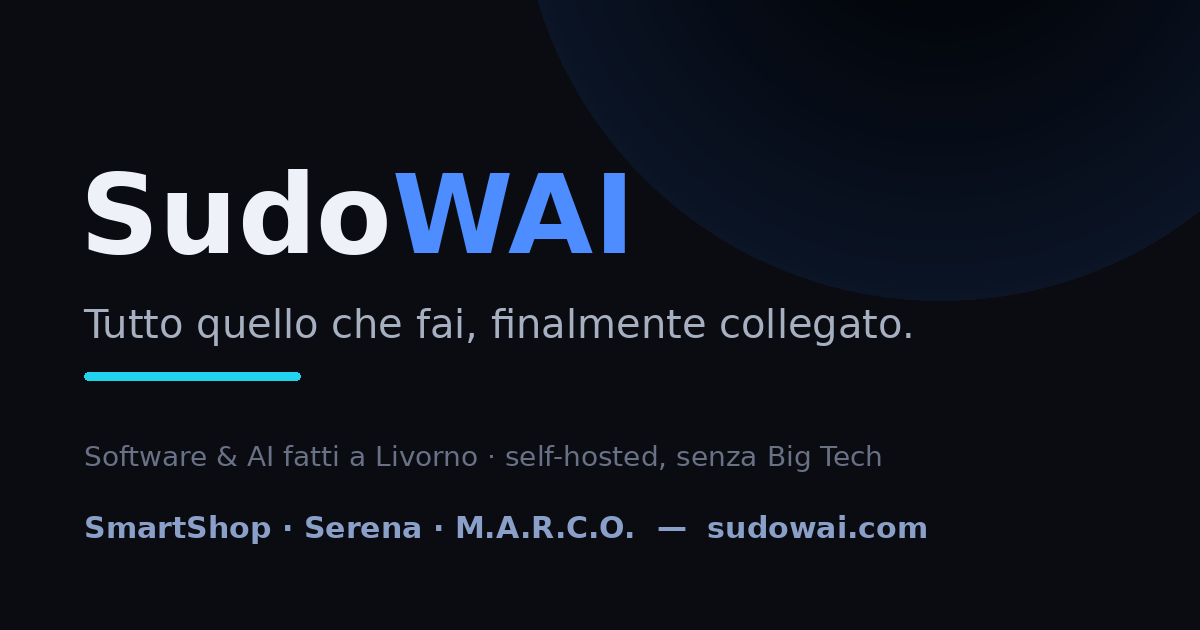 SudoWAI
Tutto quello che fai, finalmente collegato.
Software & AI fatti a Livorno · self-hosted, senza Big Tech
SmartShop · Serena · M.A.R.C.O. — sudowai.com